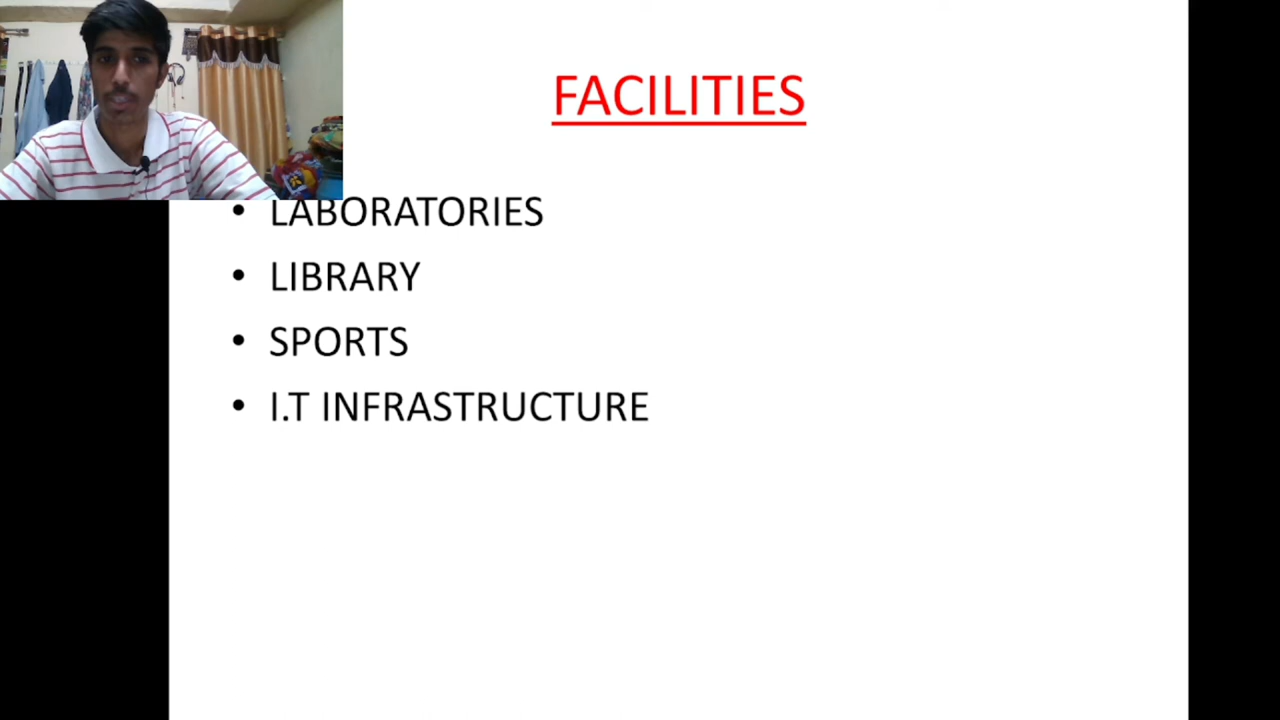 FACILITIES
• LABORATORIES
• LIBRARY
• SPORTS
• I.T INFRASTRUCTURE